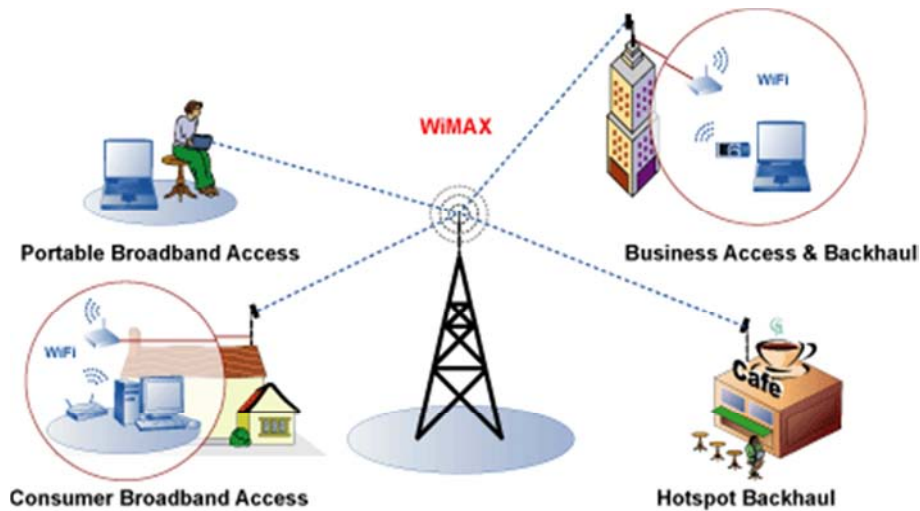 WiMAX
WiFi
Portable Broadband Access
Business Access & Backhaul
WiFi
Cafe
Consumer Broadband Access
Hotspot Backhaul